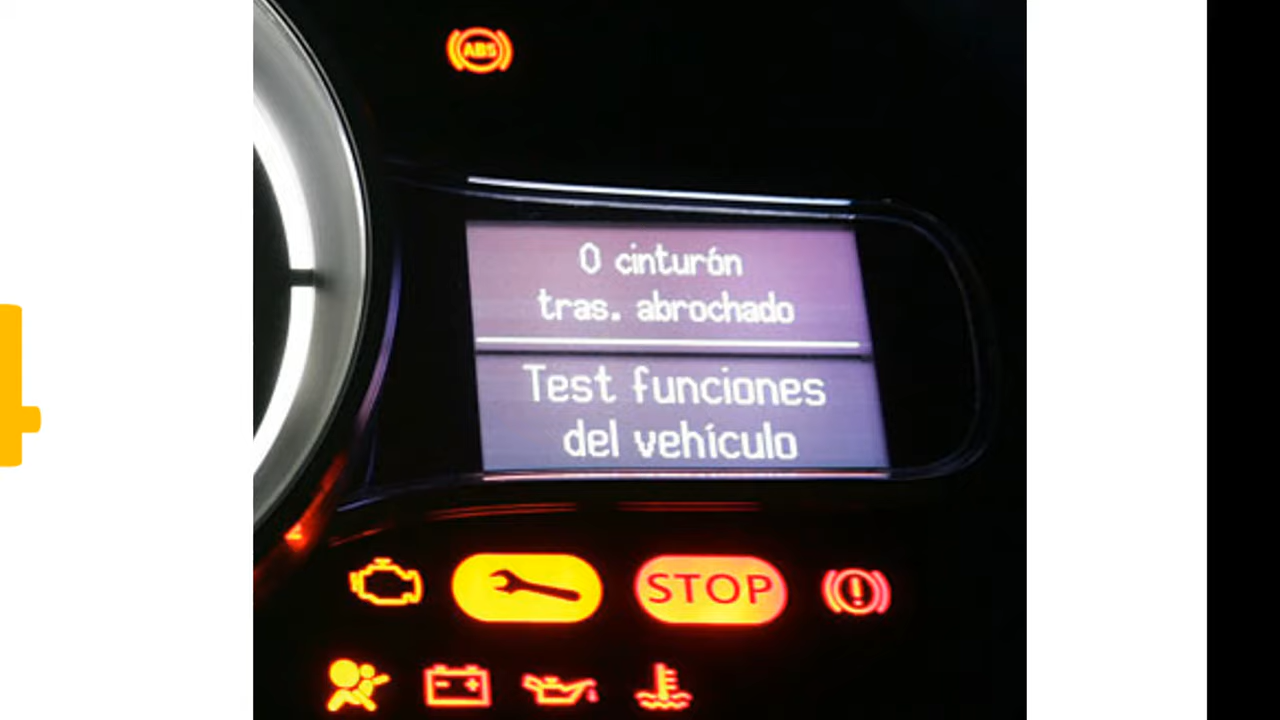 ABS
0 cinturón
tras. abrochado
Test funciones
del vehículo
STOP